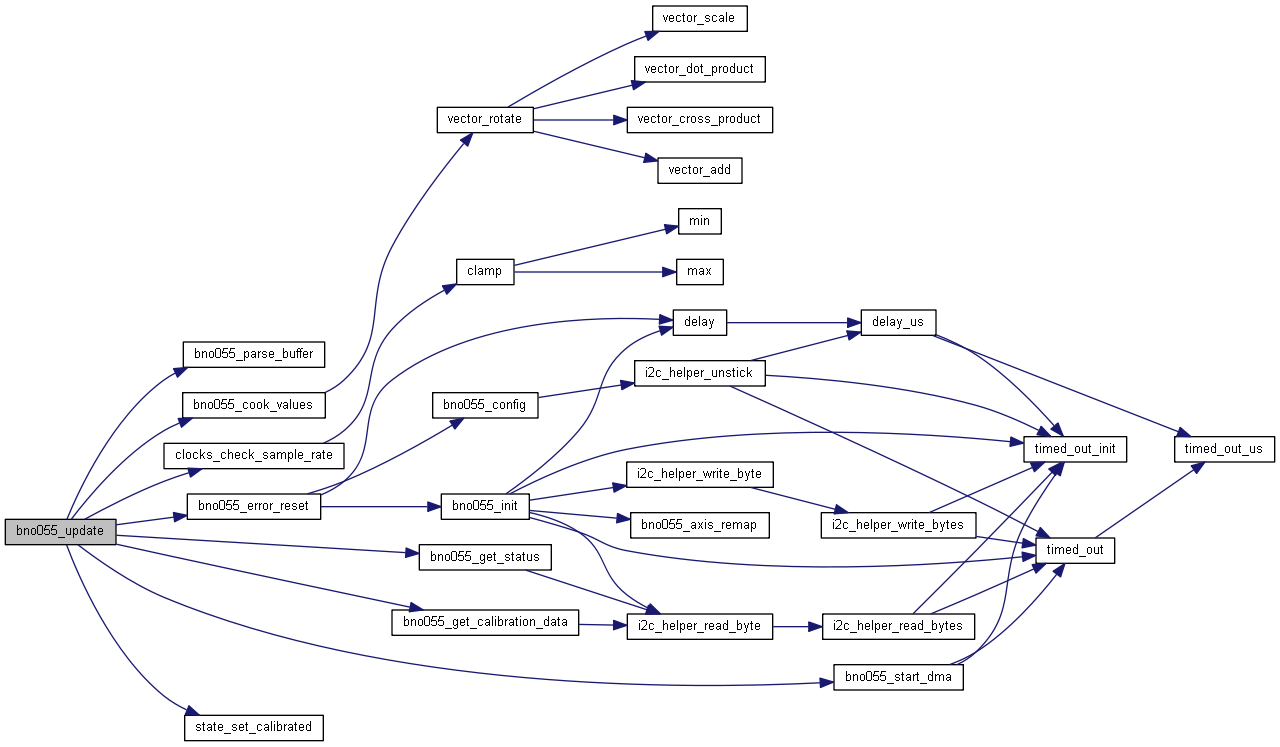 vector_scale
vector_dot_product
vector_rotate
vector_cross_product
vector_add
min
clamp
max
delay
delay_us
bno055_parse_buffer
i2c_helper_unstick
bno055_cook_values
bno055_config
clocks_check_sample_rate
timed_out_init
timed_out_us
i2c_helper_write_byte
bno055_error_reset
bno055_init
bno055_update
bno055_axis_remap
i2c_helper_write_bytes
bno055_get_status
timed_out
bno055_get_calibration_data
i2c_helper_read_byte
i2c_helper_read_bytes
bno055_start_dma
state_set_calibrated